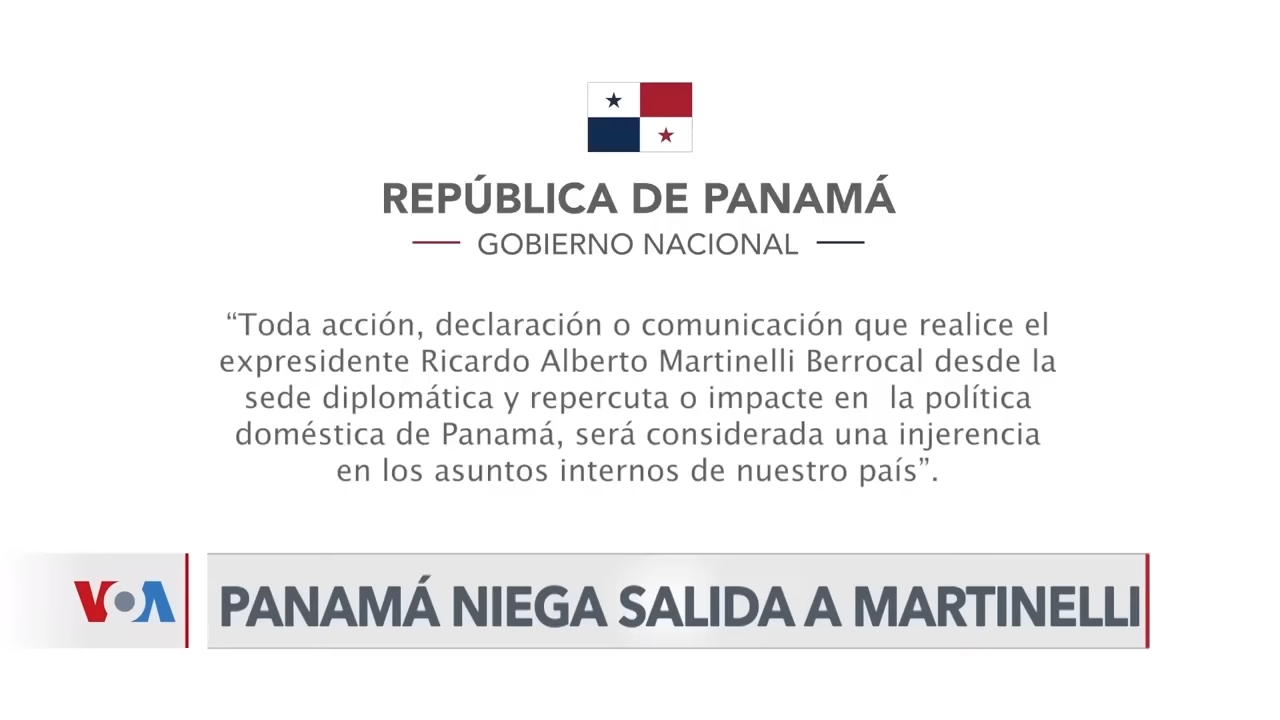 REPÚBLICA DE PANAMÁ
GOBIERNO NACIONAL
“Toda acción, declaración o comunicación que realice el
expresidente Ricardo Alberto Martinelli Berrocal desde la
sede diplomática y repercuta o impacte en  la política
doméstica de Panamá, será considerada una injerencia
en los asuntos internos de nuestro país”.
VOA
PANAMÁ NIEGA SALIDA A MARTINELLI